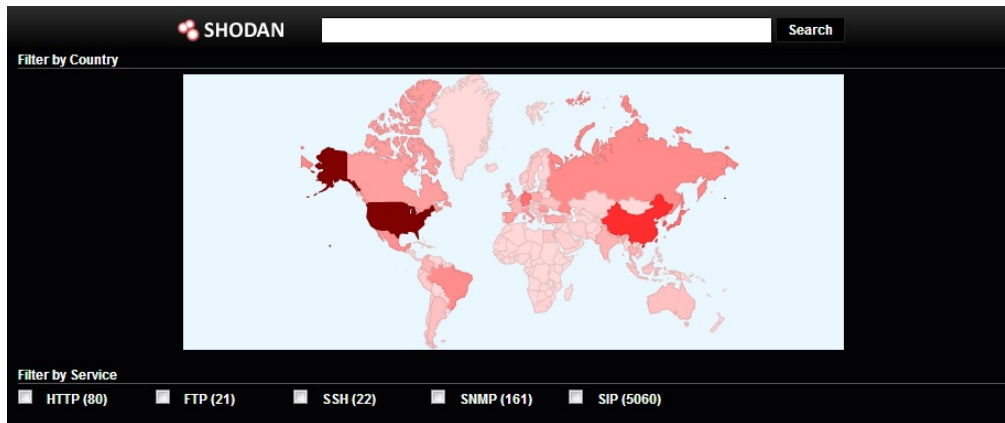 SHODAN
Search
Filter by Country
Filter by Service
HTTP (80) FTP (21) SSH (22) SNMP (161) SIP (5060)